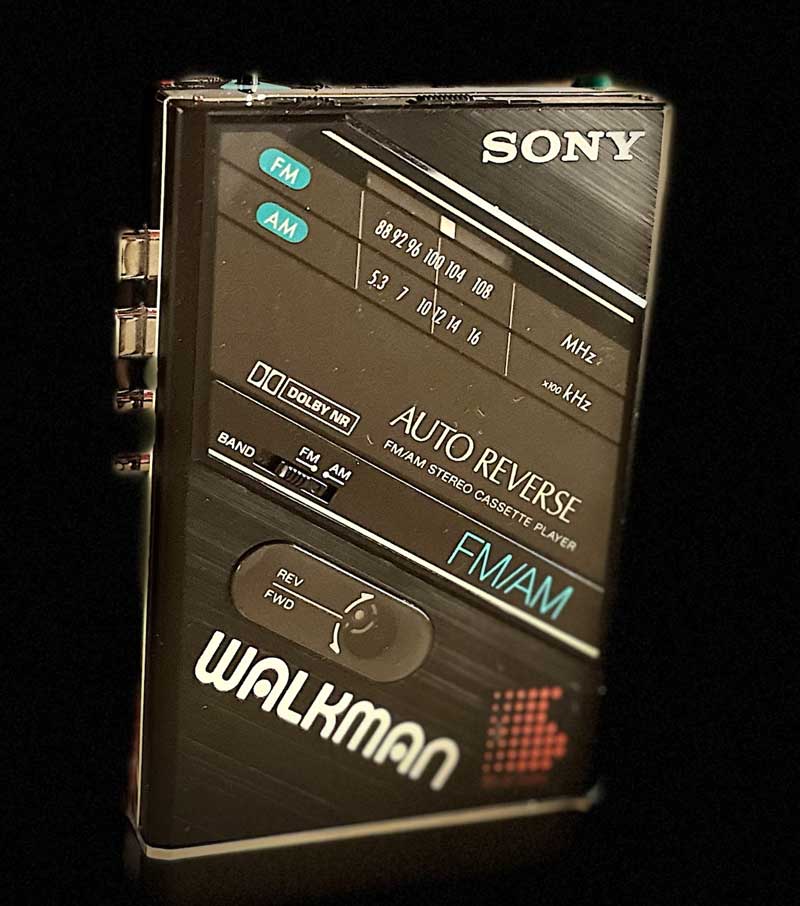 SONY
FM
AM
88 92 96 100 104 108
MHz
5.3 7 10 12 14 16
x100 kHz
DOLBY NR
AUTO REVERSE
FM/AM STEREO CASSETTE PLAYER
BAND
FM AM
FM/AM
REV
FWD
WALKMAN